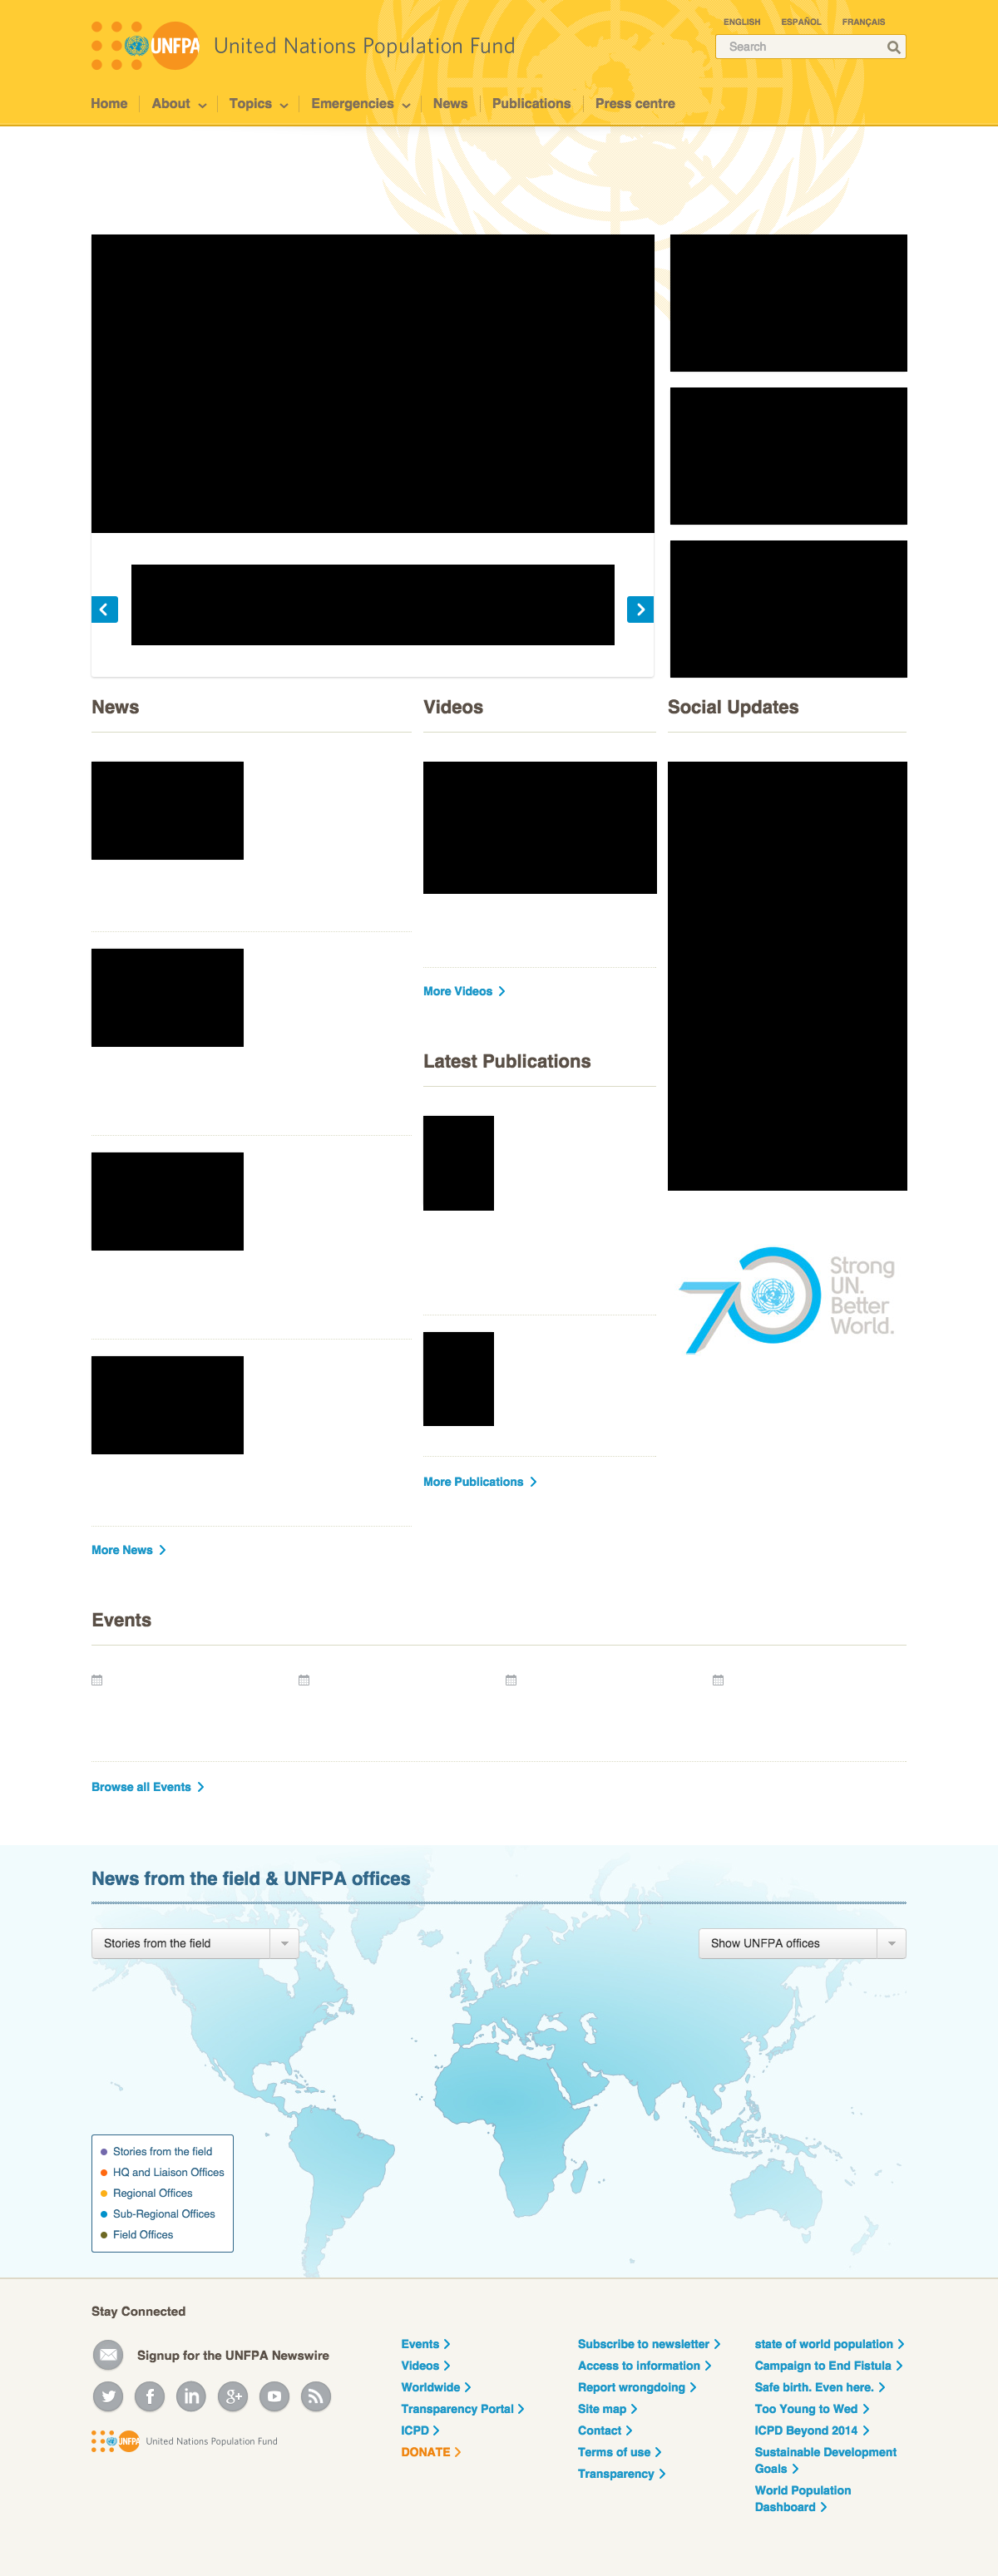 ENGLISH ESPAÑOL FRANÇAIS
UNFPA United Nations Population Fund
Search
Home About Topics Emergencies News Publications Press centre
News
Videos
Social Updates
More Videos
Latest Publications
Strong
UN.
Better
World.
70
More Publications
More News
Events
Browse all Events
News from the field & UNFPA offices
Stories from the field
Show UNFPA offices
Stories from the field
HQ and Liaison Offices
Regional Offices
Sub-Regional Offices
Field Offices
Stay Connected
Signup for the UNFPA Newswire
UNFPA United Nations Population Fund
Events
Videos
Worldwide
Transparency Portal
ICPD
DONATE
Subscribe to newsletter
Access to information
Report wrongdoing
Site map
Contact
Terms of use
Transparency
state of world population
Campaign to End Fistula
Safe birth. Even here.
Too Young to Wed
ICPD Beyond 2014
Sustainable Development
Goals
World Population
Dashboard